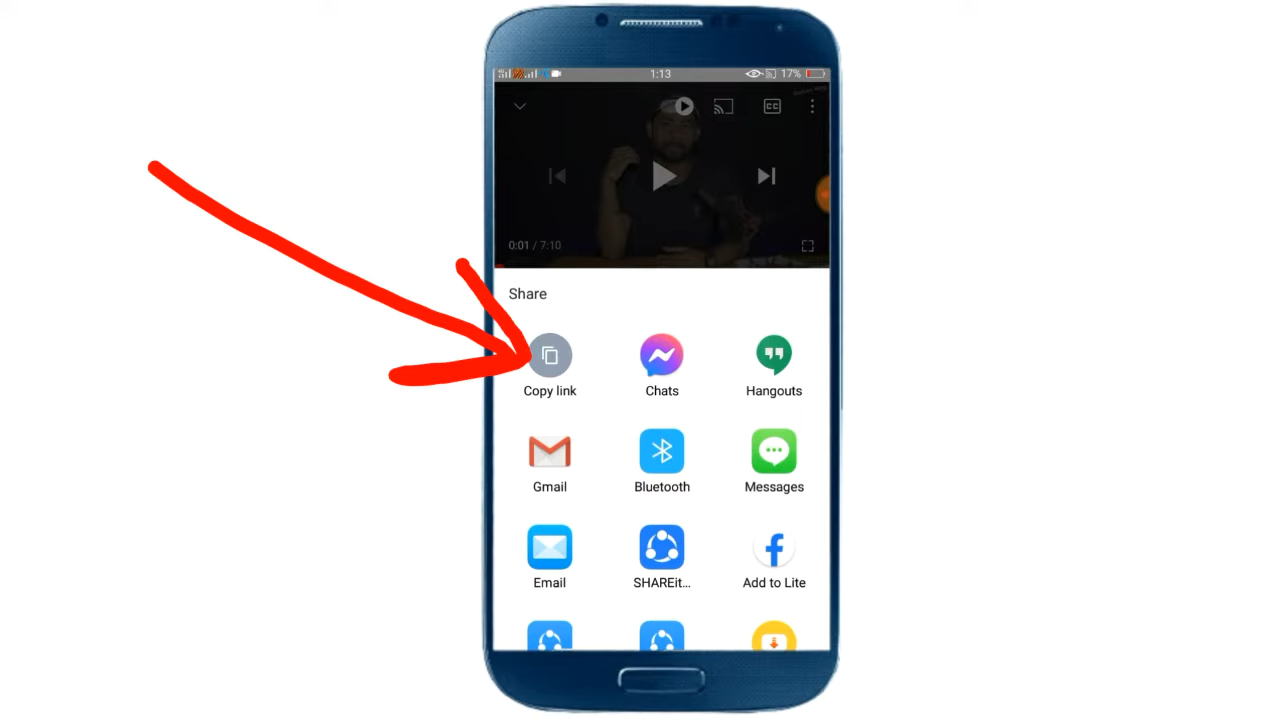 1:13 17%
CC
0:01 / 7:10
Share
Copy link Chats Hangouts
Gmail Bluetooth Messages
Email SHAREit... Add to Lite